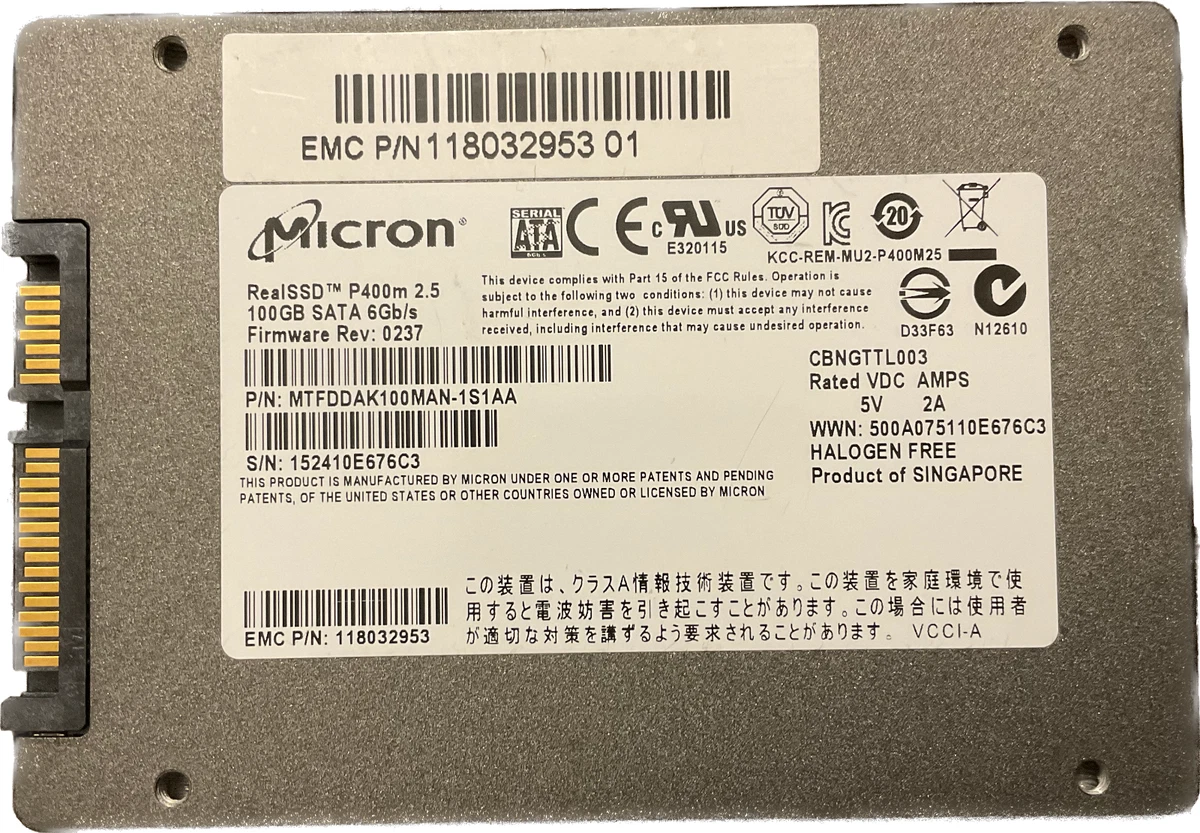 EMC P/N118032953 01
Micron®
SERIAL
ATA
6Gb/s
CE
c RU US
E320115
TÜV
SÜD
KC
20
KCC-REM-MU2-P400M25
RealSSD™ P400m 2.5
100GB SATA 6Gb/s
Firmware Rev: 0237
This device complies with Part 15 of the FCC Rules. Operation is
subject to the following two conditions: (1) this device may not cause
harmful interference, and (2) this device must accept any interference
received, including interference that may cause undesired operation.
D33F63
N12610
P/N: MTFDDAK100MAN-1S1AA
S/N: 152410E676C3
CBNGTTL003
Rated VDC AMPS
5V 2A
WWN: 500A075110E676C3
HALOGEN FREE
Product of SINGAPORE
THIS PRODUCT IS MANUFACTURED BY MICRON UNDER ONE OR MORE PATENTS AND PENDING
PATENTS, OF THE UNITED STATES OR OTHER COUNTRIES OWNED OR LICENSED BY MICRON
EMC P/N: 118032953
この装置は、クラスA情報技術装置です。この装置を家庭環境で使
用すると電波妨害を引き起こすことがあります。この場合には使用者
が適切な対策を講ずるよう要求されることがあります。 VCCI-A